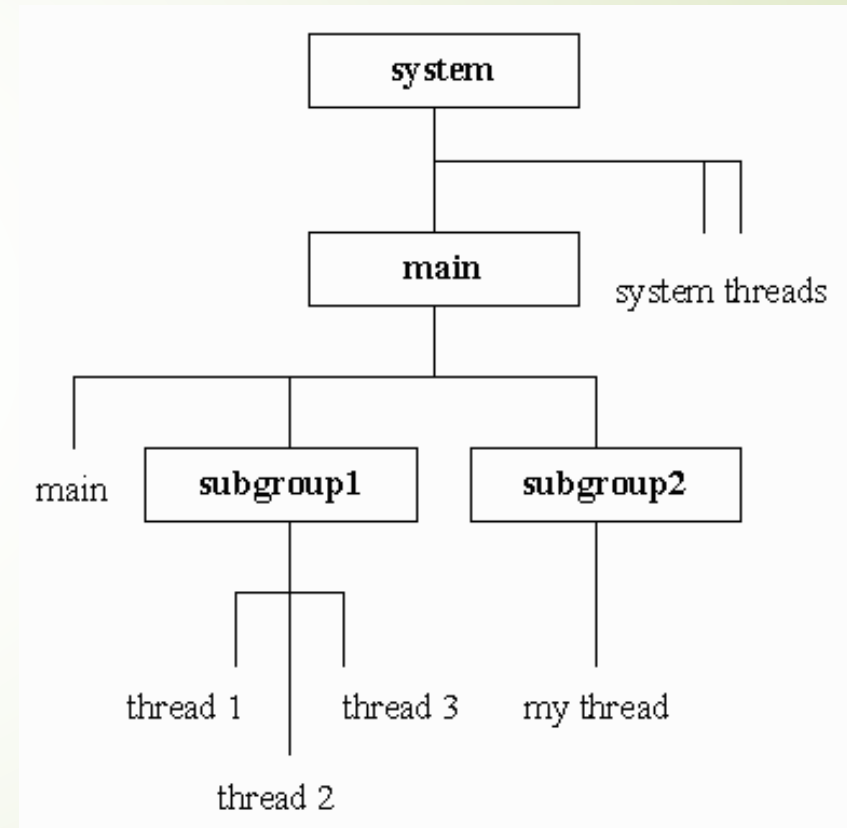 system
main
system threads
main
subgroup1
subgroup2
thread 1
thread 3
my thread
thread 2